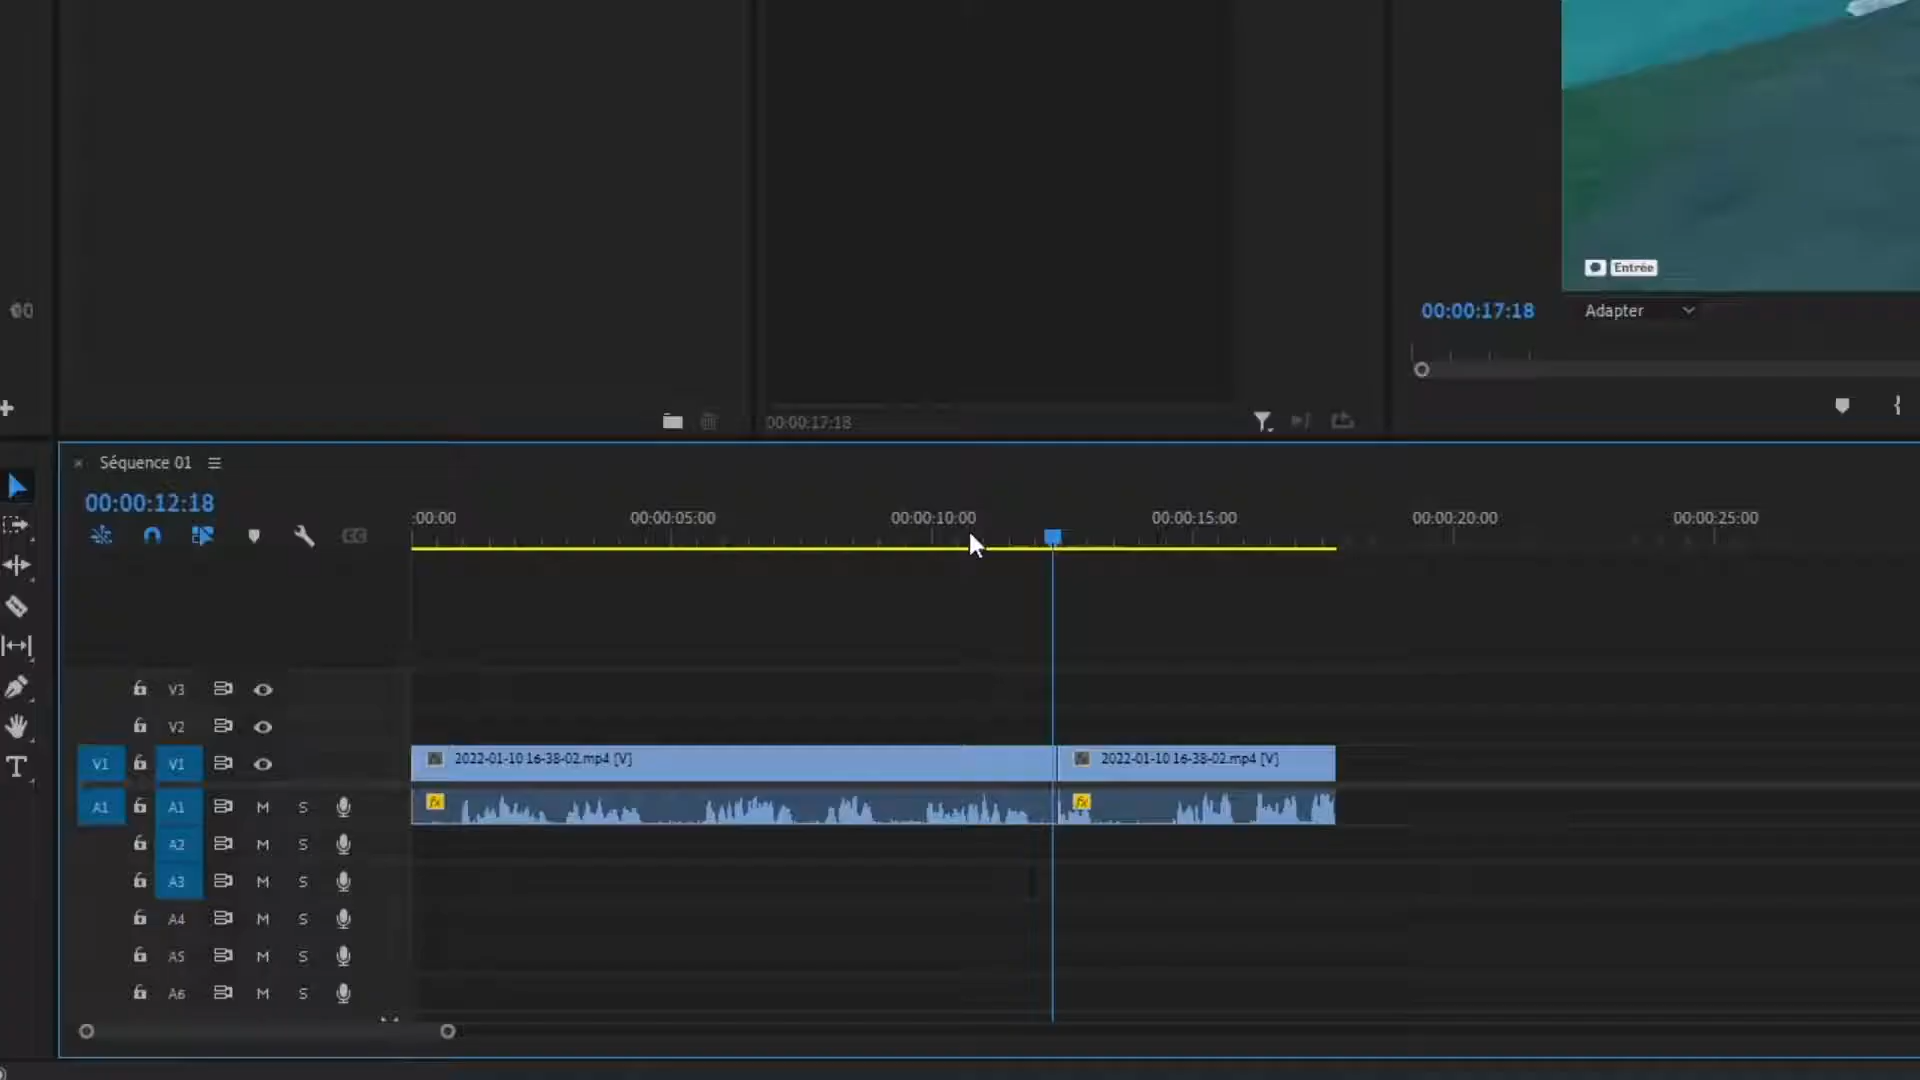 Entrée
00:00:17:18
Adapter
00:00:17:18
Séquence 01
00:00:12:18
:00:00
00:00:05:00
00:00:10:00
00:00:15:00
00:00:20:00
00:00:25:00
V3
V2
V1
V1
2022-01-10 16-38-02.mp4 [V]
2022-01-10 16-38-02.mp4 [V]
fx
fx
A1
A1
M
S
A2
M
S
A3
M
S
A4
M
S
A5
M
S
A6
M
S